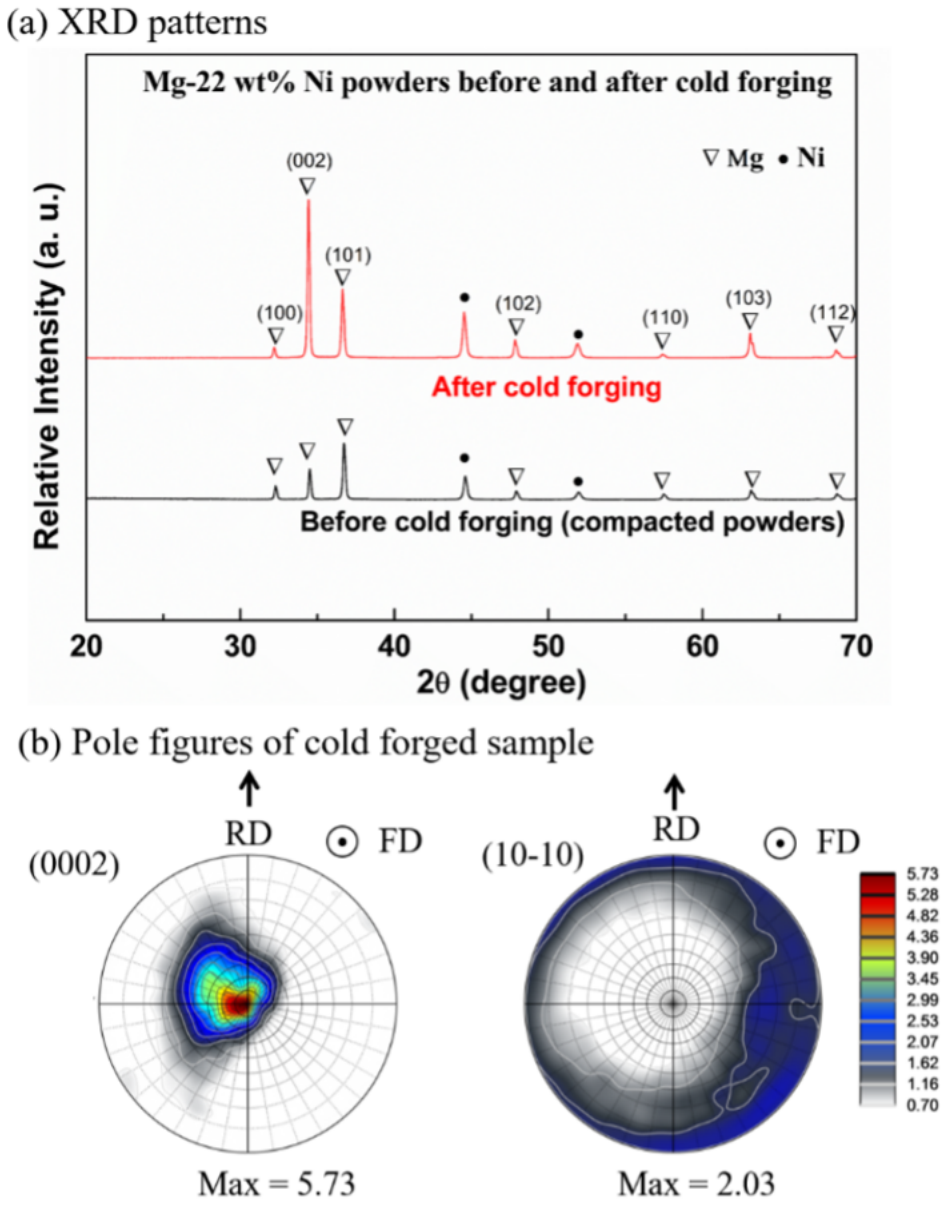 (a) XRD patterns
Mg-22 wt% Ni powders before and after cold forging
▽ Mg • Ni
(002)
(101)
(100)
(102)
(110)
(103)
(112)
After cold forging
Before cold forging (compacted powders)
Relative Intensity (a. u.)
20 30 40 50 60 70
2θ (degree)
(b) Pole figures of cold forged sample
RD
FD
(0002)
Max = 5.73
RD
FD
(10-10)
Max = 2.03
5.73
5.28
4.82
4.36
3.90
3.45
2.99
2.53
2.07
1.62
1.16
0.70